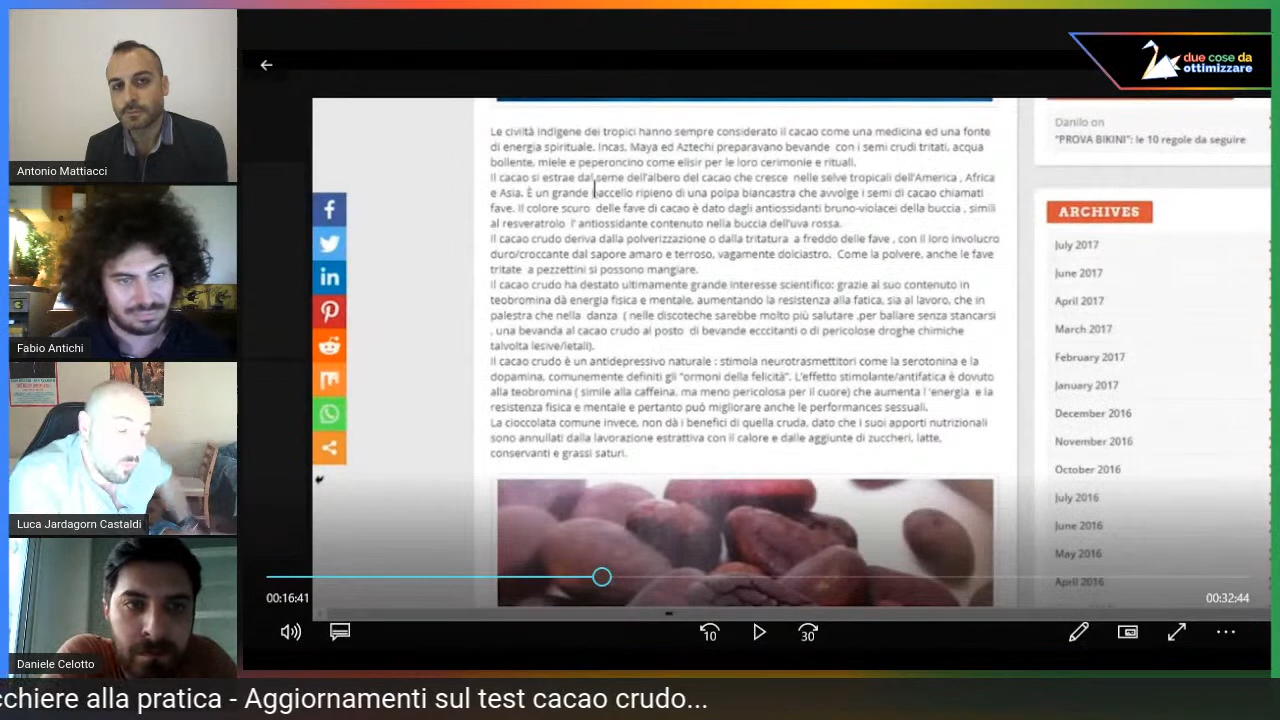 due cose da
ottimizzare
Antonio Mattiacci
Fabio Antichi
Luca Jardagorn Castaldi
Daniele Celotto
Le civiltà indigene dei tropici hanno sempre considerato il cacao come una medicina ed una fonte
di energia spirituale. Incas, Maya ed Aztechi preparavano bevande con i semi crudi tritati, acqua
bollente, miele e peperoncino come elisir per le loro cerimonie e rituali.
Il cacao si estrae dal seme dell'albero del cacao che cresce nelle selve tropicali dell'America , Africa
e Asia. È un grande baccello ripieno di una polpa biancastra che avvolge i semi di cacao chiamati
fave. Il colore scuro delle fave di cacao è dato dagli antiossidanti bruno-violacei della buccia , simili
al resveratrolo l' antiossidante contenuto nella buccia dell'uva rossa.
Il cacao crudo deriva dalla polverizzazione o dalla tritatura a freddo delle fave , con il loro involucro
duro/croccante dal sapore amaro e terroso, vagamente dolciastro. Come la polvere, anche le fave
tritate a pezzettini si possono mangiare.
Il cacao crudo ha destato ultimamente grande interesse scientifico: grazie al suo contenuto in
teobromina dà energia fisica e mentale, aumentando la resistenza alla fatica, sia al lavoro, che in
palestra che nella danza ( nelle discoteche sarebbe molto più salutare ,per ballare senza stancarsi
, una bevanda al cacao crudo al posto di bevande ecccitanti o di pericolose droghe chimiche
talvolta lesive/letali).
Il cacao crudo è un antidepressivo naturale : stimola neurotrasmettitori come la serotonina e la
dopamina, comunemente definiti gli "ormoni della felicità". L'effetto stimolante/antifatica è dovuto
alla teobromina ( simile alla caffeina, ma meno pericolosa per il cuore) che aumenta l 'energia e la
resistenza fisica e mentale e pertanto può migliorare anche le performances sessuali.
La cioccolata comune invece, non dà i benefici di quella cruda, dato che i suoi apporti nutrizionali
sono annullati dalla lavorazione estrattiva con il calore e dalle aggiunte di zuccheri, latte,
conservanti e grassi saturi.
Danilo on
"PROVA BIKINI": le 10 regole da seguire
ARCHIVES
July 2017
June 2017
April 2017
March 2017
February 2017
January 2017
December 2016
November 2016
October 2016
July 2016
June 2016
May 2016
April 2016
00:16:41
00:32:44
10
30
cchiere alla pratica - Aggiornamenti sul test cacao crudo...